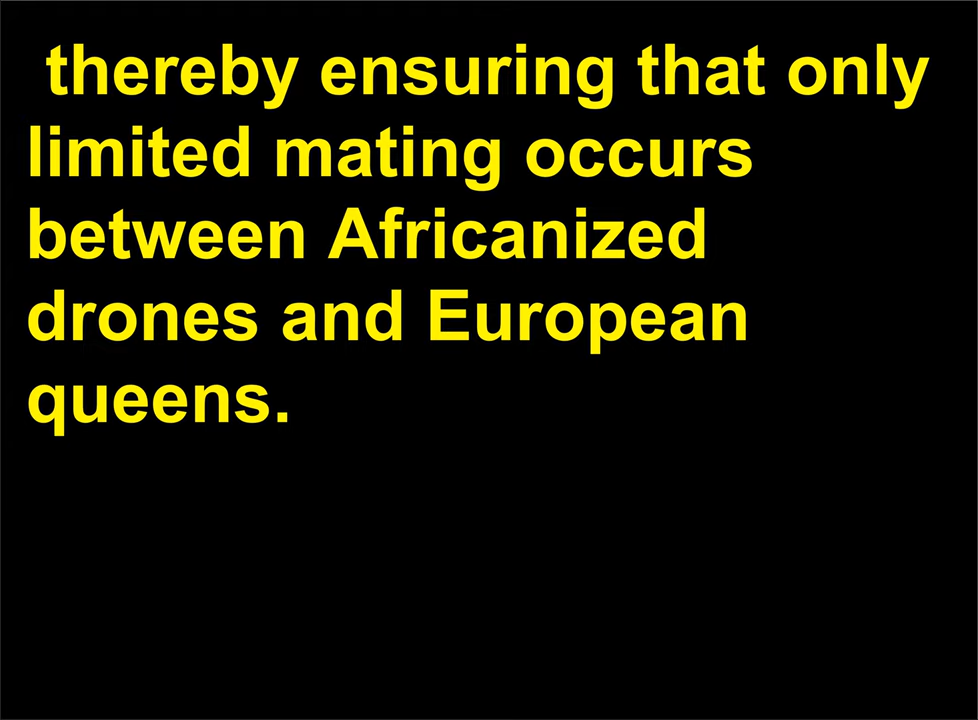 thereby ensuring that only
limited mating occurs
between Africanized
drones and European
queens.